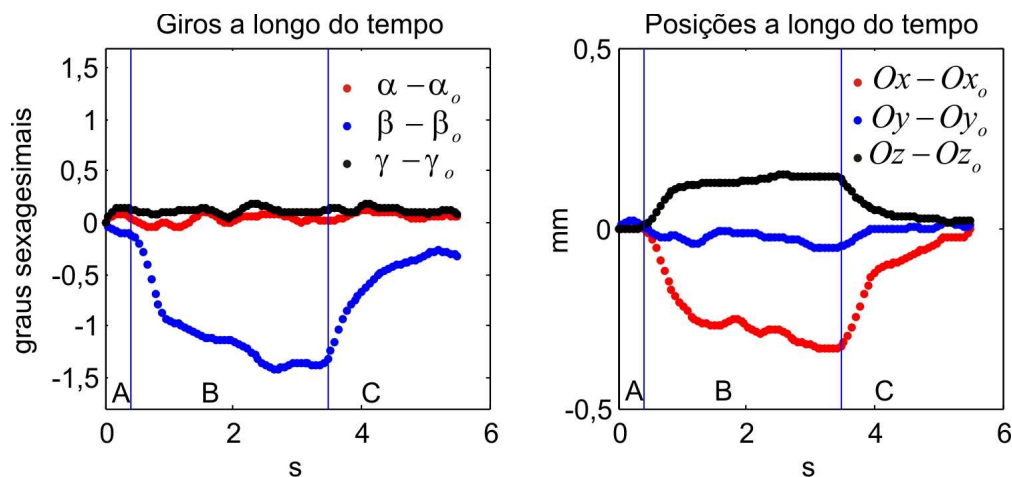 Giros a longo do tempo
1,5
1
0,5
0
-0,5
-1
-1,5
graus sexagesimais
α – αₒ
β – βₒ
γ – γₒ
A
B
C
0
2
4
6
s
Posições a longo do tempo
0,5
0
-0,5
mm
Ox – Oxₒ
Oy – Oyₒ
Oz – Ozₒ
A
B
C
0
2
4
6
s